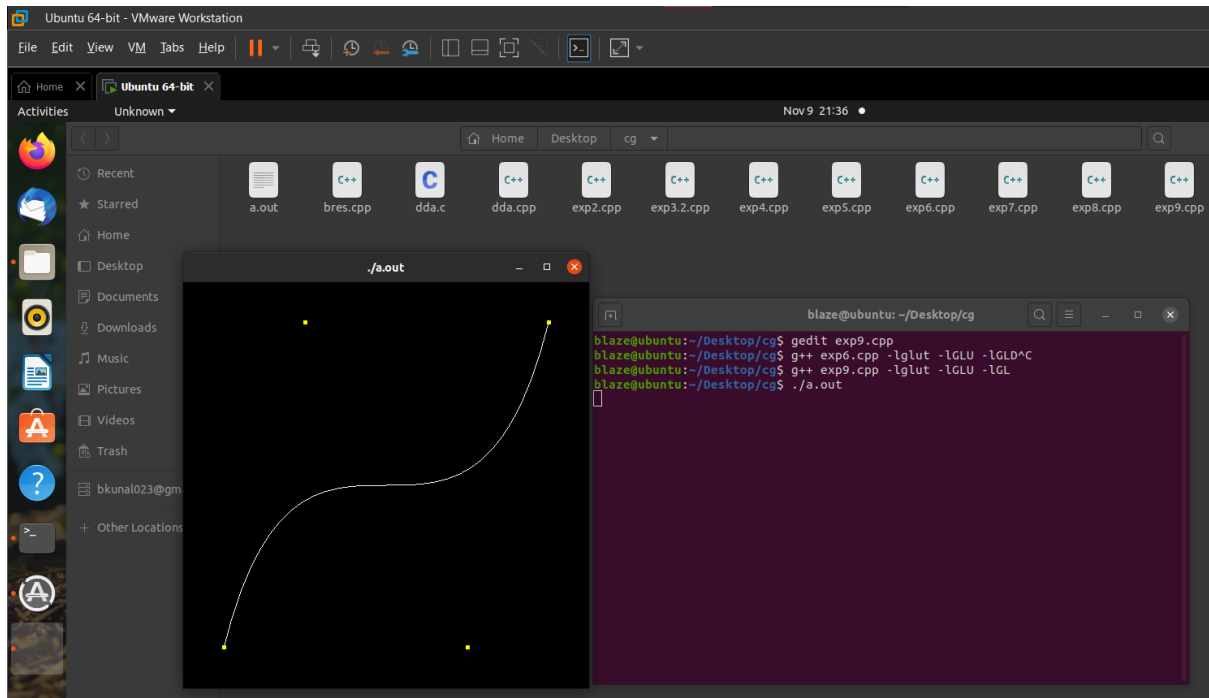 Ubuntu 64-bit - VMware Workstation
File Edit View VM Tabs Help
Home Ubuntu 64-bit
Activities Unknown Nov 9 21:36
Home Desktop cg
Recent
Starred
Home
Desktop
Documents
Downloads
Music
Pictures
Videos
Trash
bkunal023@gm
Other Locations
C++ C C++ C++ C++ C++ C++ C++ C++ C++ C++
a.out bres.cpp dda.c dda.cpp exp2.cpp exp3.2.cpp exp4.cpp exp5.cpp exp6.cpp exp7.cpp exp8.cpp exp9.cpp
./a.out
blaze@ubuntu: ~/Desktop/cg
blaze@ubuntu:~/Desktop/cg$ gedit exp9.cpp
blaze@ubuntu:~/Desktop/cg$ g++ exp6.cpp -lglut -lGLU -lGLD^C
blaze@ubuntu:~/Desktop/cg$ g++ exp9.cpp -lglut -lGLU -lGL
blaze@ubuntu:~/Desktop/cg$ ./a.out